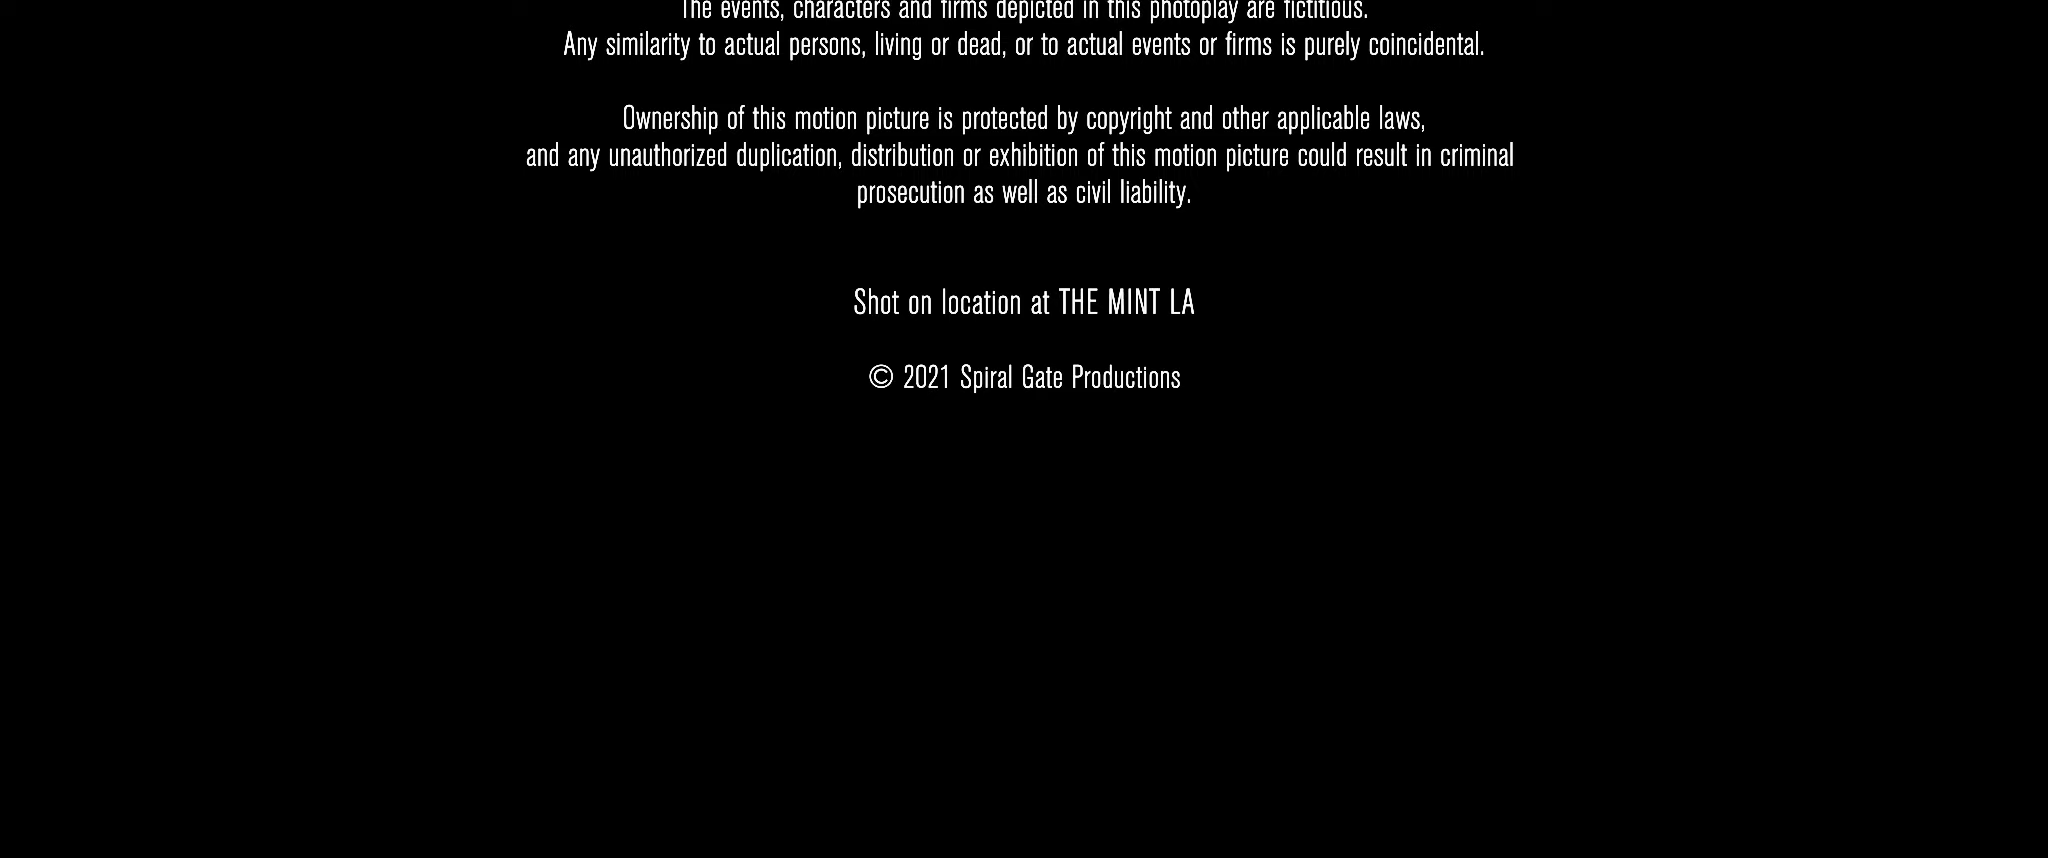 The events, characters and firms depicted in this photoplay are fictitious.
Any similarity to actual persons, living or dead, or to actual events or firms is purely coincidental.
Ownership of this motion picture is protected by copyright and other applicable laws,
and any unauthorized duplication, distribution or exhibition of this motion picture could result in criminal
prosecution as well as civil liability.
Shot on location at THE MINT LA
© 2021 Spiral Gate Productions